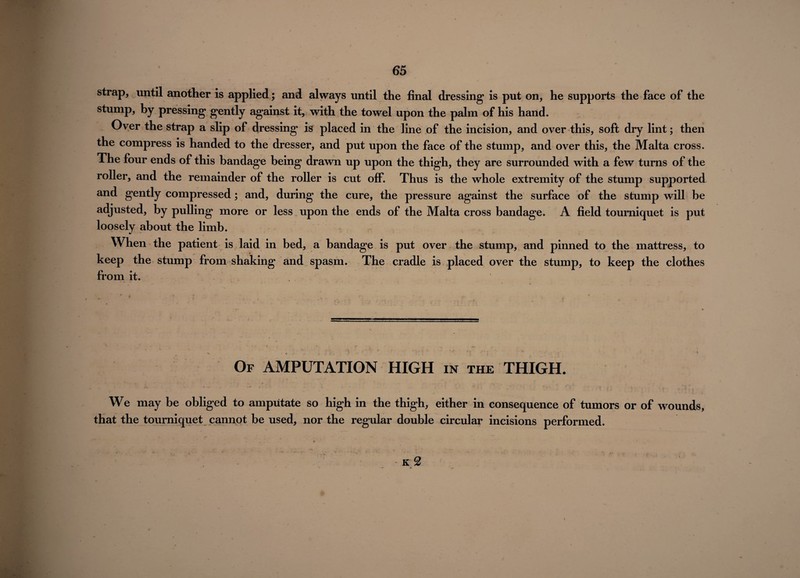 65
strap, until another is applied; and always until the final dressing is put on, he supports the face of the
stump, by pressing gently against it, with the towel upon the palm of his hand.
Over the strap a slip of dressing is placed in the line of the incision, and over this, soft dry lint; then
the compress is handed to the dresser, and put upon the face of the stump, and over this, the Malta cross.
The four ends of this bandage being drawn up upon the thigh, they are surrounded with a few turns of the
roller, and the remainder of the roller is cut off. Thus is the whole extremity of the stump supported
and gently compressed; and, during the cure, the pressure against the surface of the stump will be
adjusted, by pulling more or less upon the ends of the Malta cross bandage. A field tourniquet is put
loosely about the limb.
When the patient is laid in bed, a bandage is put over the stump, and pinned to the mattress, to
keep the stump from shaking and spasm. The cradle is placed over the stump, to keep the clothes
from it.
OF AMPUTATION HIGH IN THE THIGH.
We may be obliged to amputate so high in the thigh, either in consequence of tumors or of wounds,
that the tourniquet cannot be used, nor the regular double circular incisions performed.
K 2